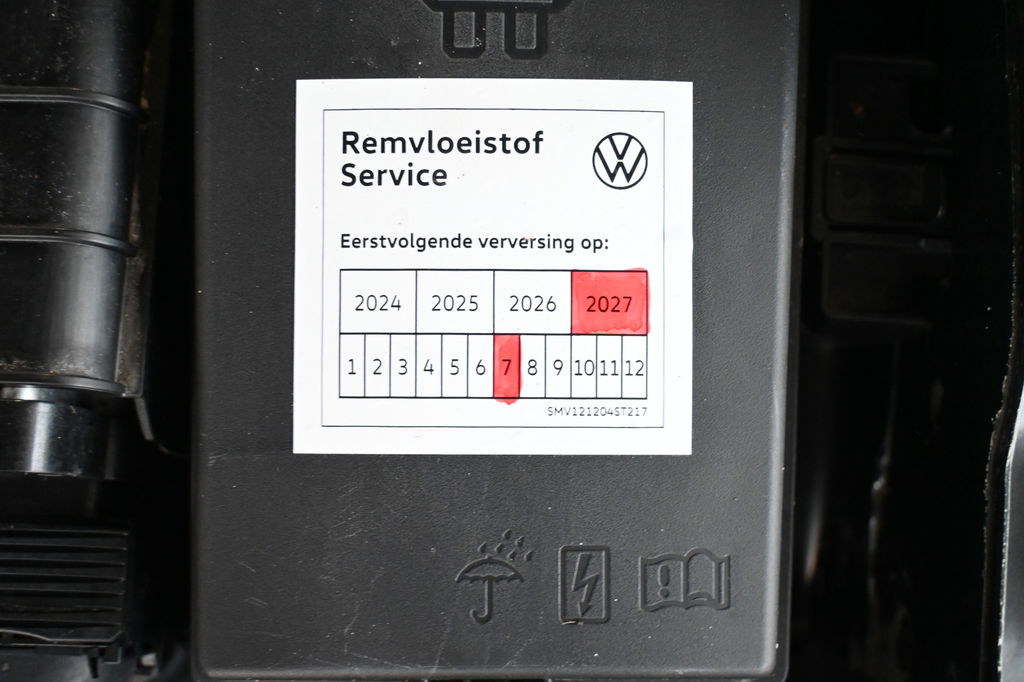 Remvloeistof
Service
Eerstvolgende verversing op:
2024 2025 2026 2027
1 2 3 4 5 6 7 8 9 10 11 12
SMV121204ST217